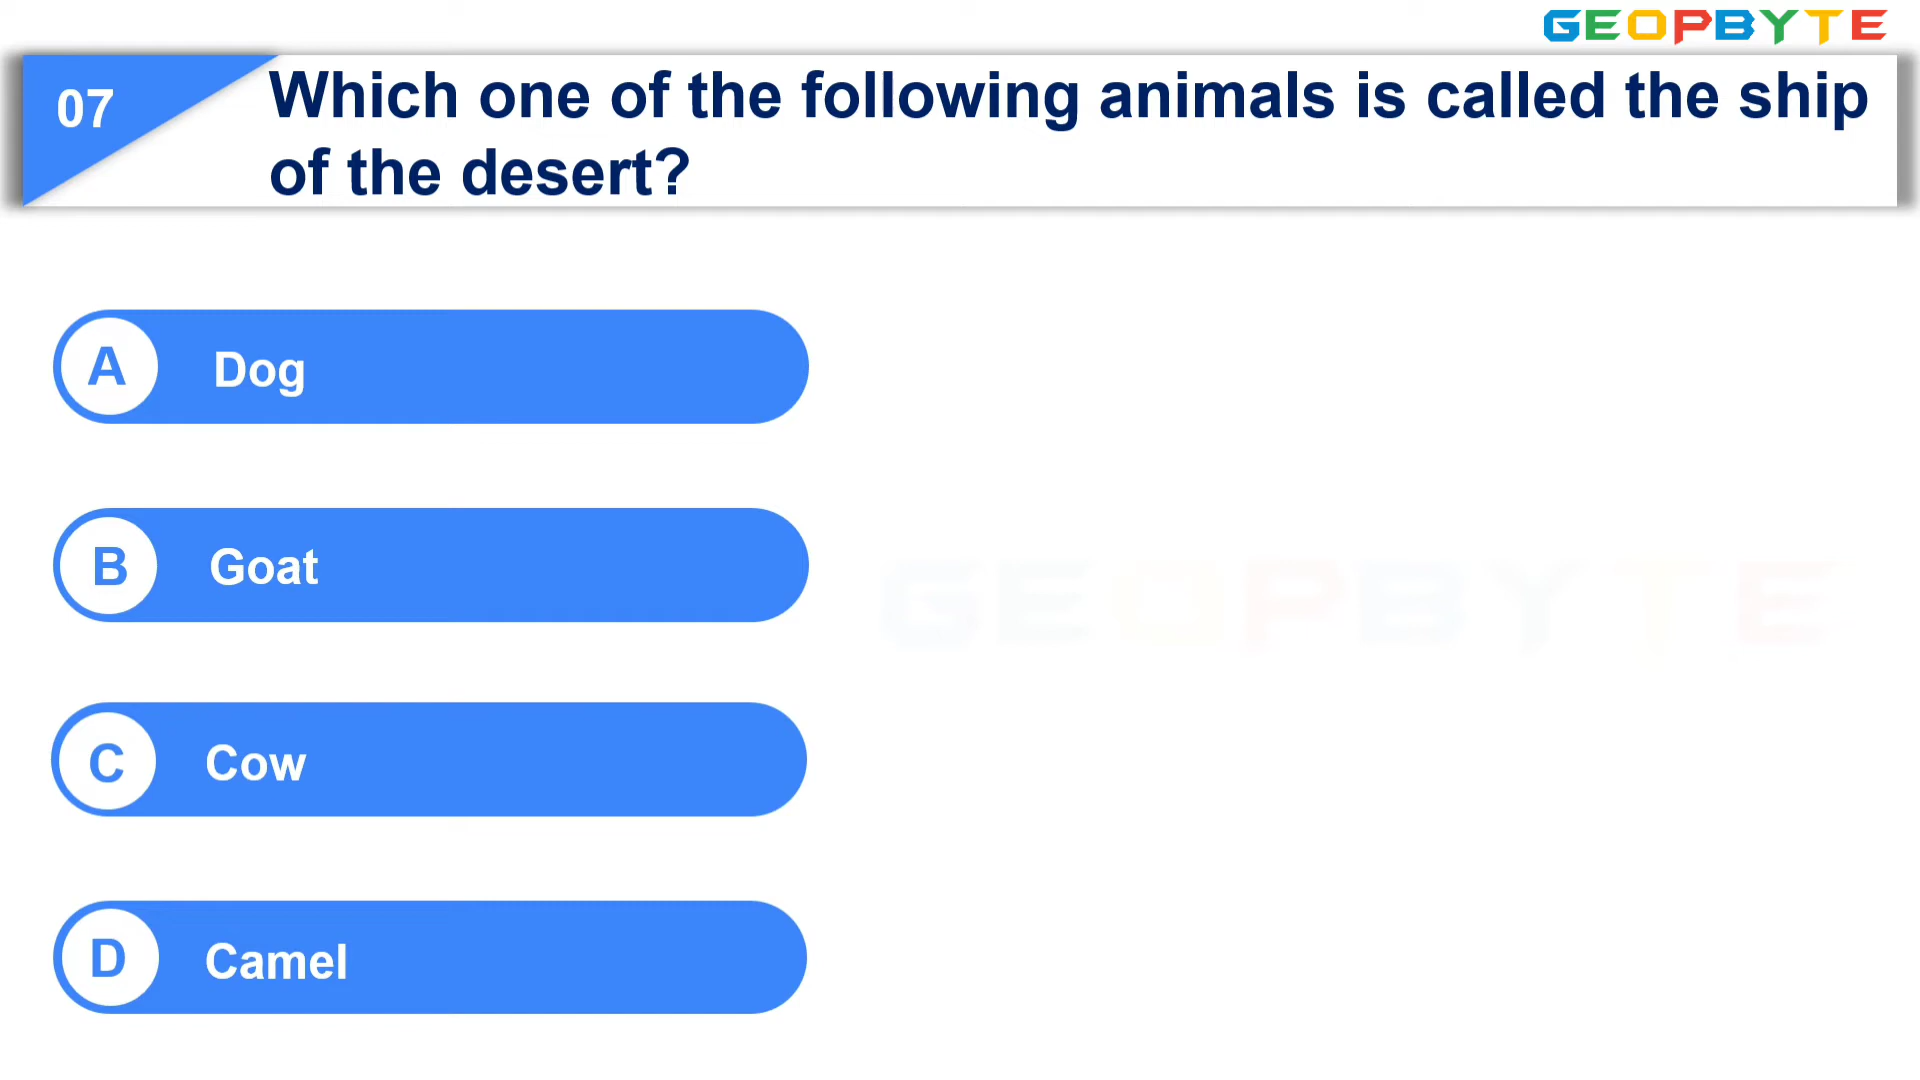 GEOPBYTE
07
Which one of the following animals is called the ship
of the desert?
A Dog
B Goat
GEOPBYTE
C Cow
D Camel